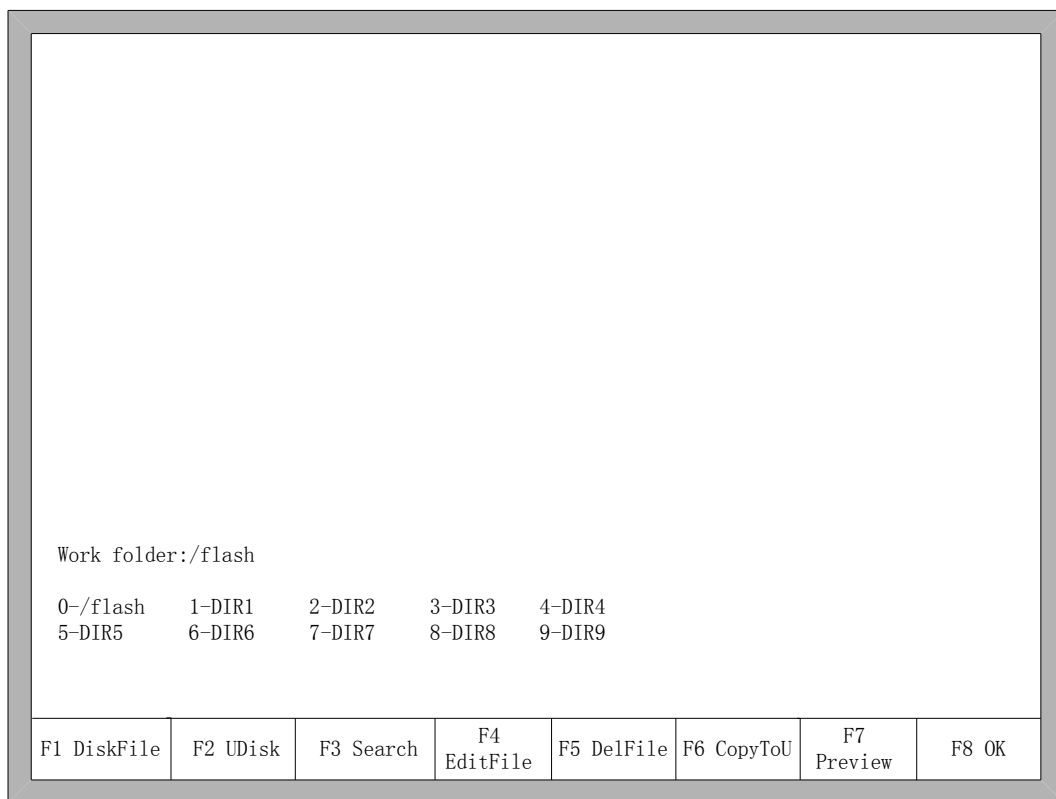 Work folder:/flash
0-/flash 1-DIR1 2-DIR2 3-DIR3 4-DIR4
5-DIR5 6-DIR6 7-DIR7 8-DIR8 9-DIR9
F1 DiskFile
F2 UDisk
F3 Search
F4
EditFile
F5 DelFile
F6 CopyToU
F7
Preview
F8 OK